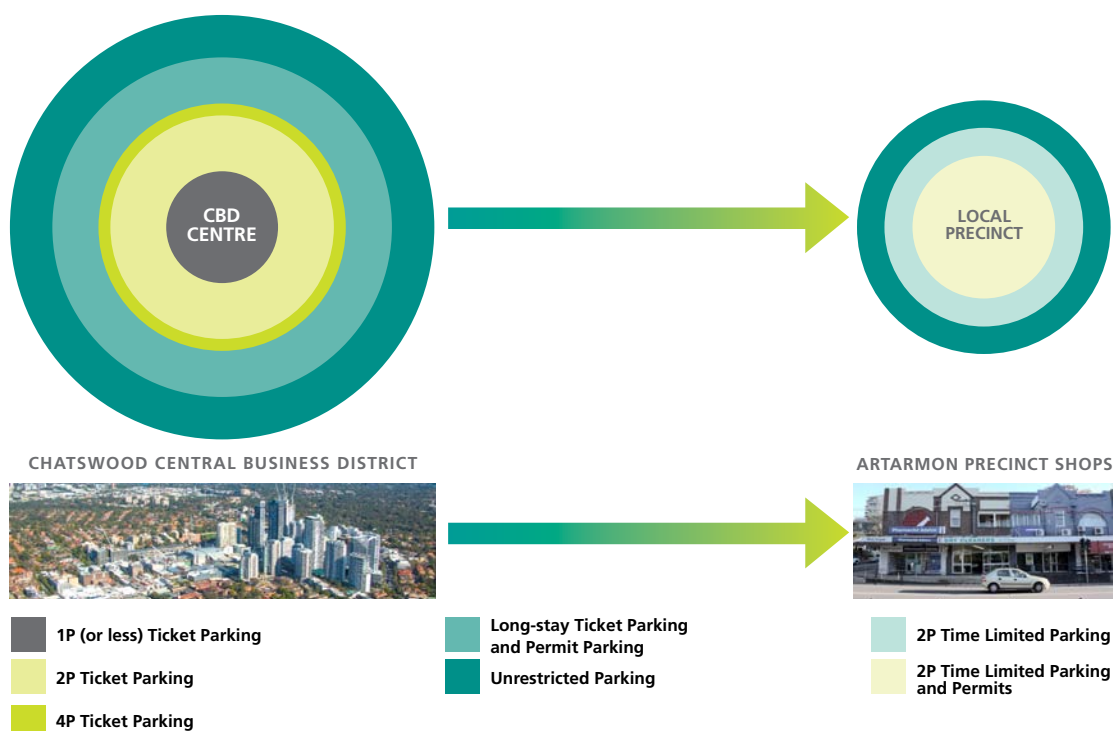 CBD
CENTRE
LOCAL
PRECINCT
CHATSWOOD CENTRAL BUSINESS DISTRICT
ARTARMON PRECINCT SHOPS
1P (or less) Ticket Parking
2P Ticket Parking
4P Ticket Parking
Long-stay Ticket Parking
and Permit Parking
Unrestricted Parking
2P Time Limited Parking
2P Time Limited Parking
and Permits